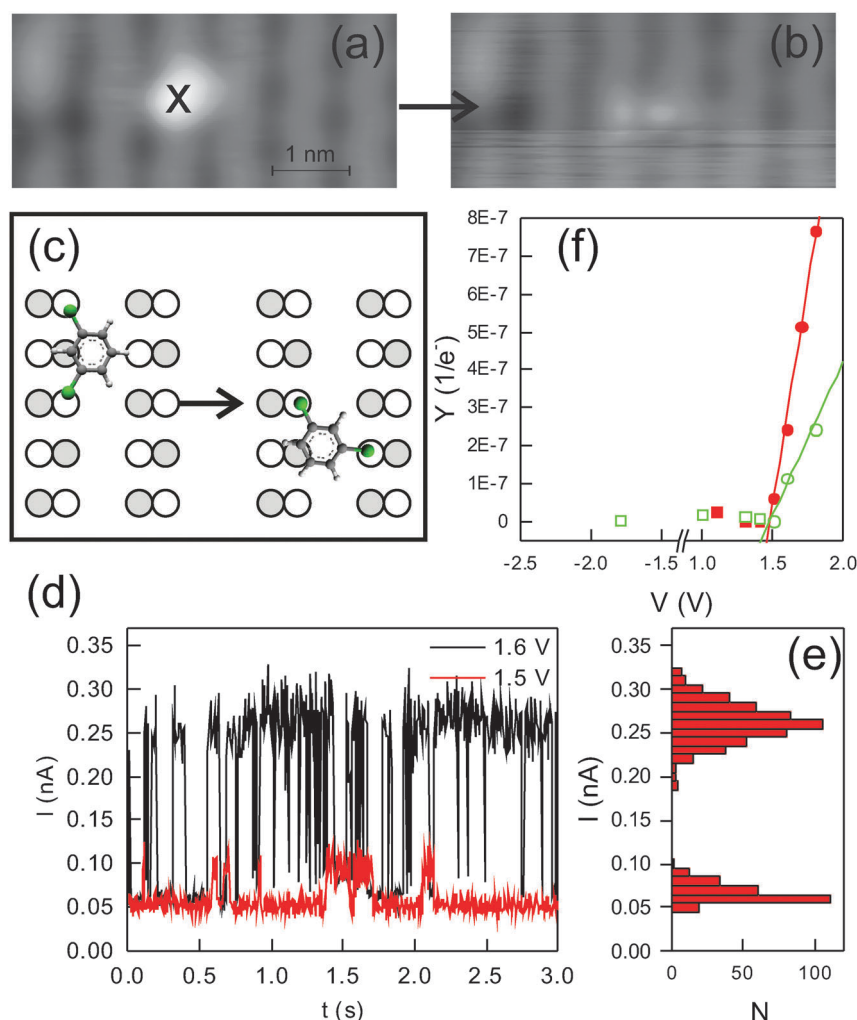 (a)
X
1 nm
(b)
(c)
(f)
Y (1/e⁻)
8E-7
7E-7
6E-7
5E-7
4E-7
3E-7
2E-7
1E-7
0
-2.5 -2.0 -1.5 1.0 1.5 2.0
V (V)
(d)
I (nA)
0.35
0.30
0.25
0.20
0.15
0.10
0.05
0.00
1.6 V
1.5 V
0.0 0.5 1.0 1.5 2.0 2.5 3.0
t (s)
(e)
I (nA)
0.35
0.30
0.25
0.20
0.10
0.05
0.00
0 50 100
N